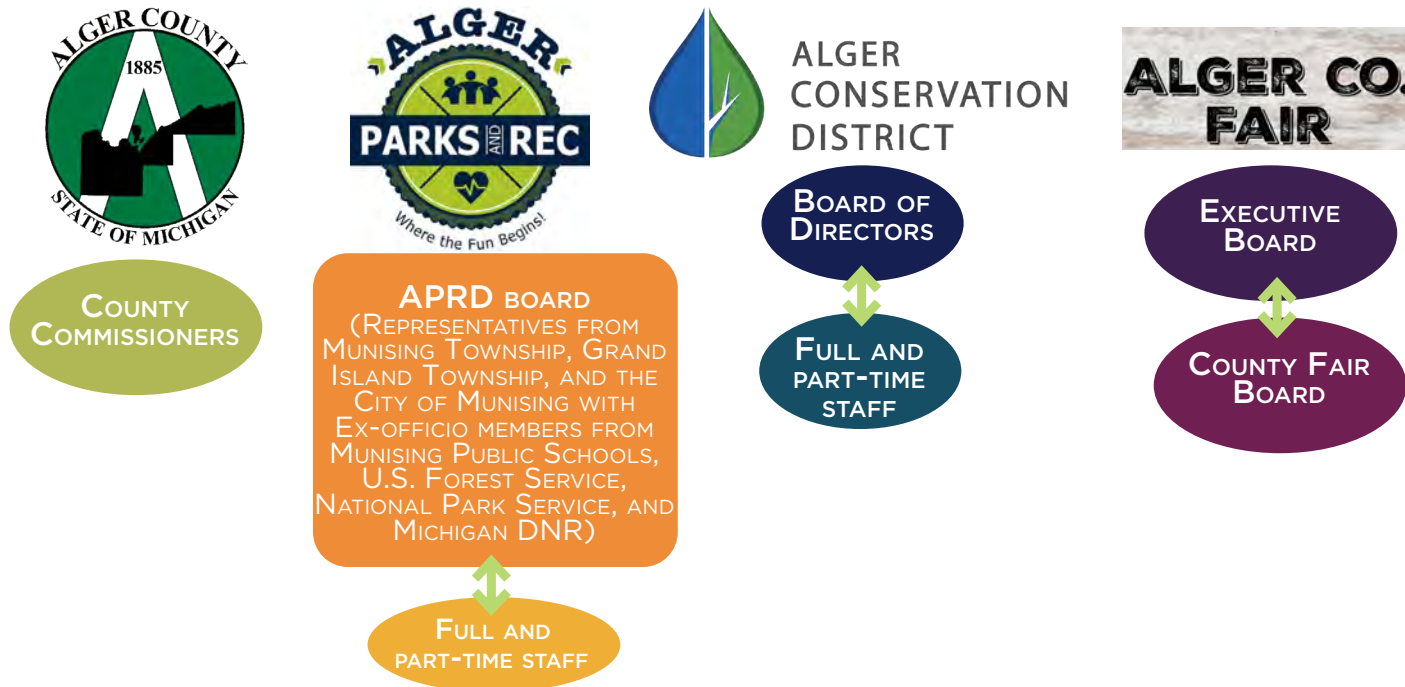 ALGER COUNTY
1885
STATE OF MICHIGAN
COUNTY
COMMISSIONERS
ALGER
PARKS AND REC
Where the Fun Begins!
APRD BOARD
(REPRESENTATIVES FROM
MUNISING TOWNSHIP, GRAND
ISLAND TOWNSHIP, AND THE
CITY OF MUNISING WITH
EX-OFFICIO MEMBERS FROM
MUNISING PUBLIC SCHOOLS,
U.S. FOREST SERVICE,
NATIONAL PARK SERVICE, AND
MICHIGAN DNR)
FULL AND
PART-TIME STAFF
ALGER
CONSERVATION
DISTRICT
BOARD OF
DIRECTORS
FULL AND
PART-TIME
STAFF
ALGER CO.
FAIR
EXECUTIVE
BOARD
COUNTY FAIR
BOARD